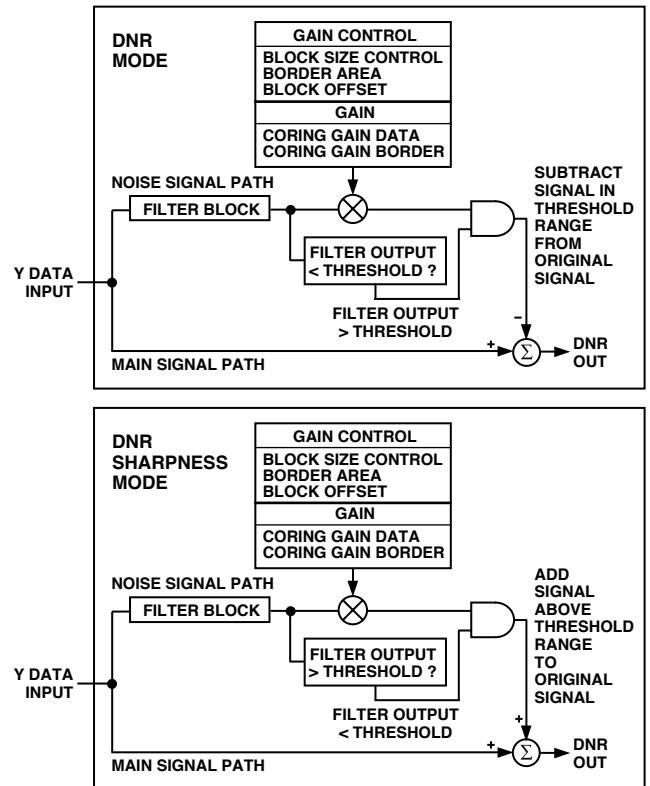 DNR
MODE
GAIN CONTROL
BLOCK SIZE CONTROL
BORDER AREA
BLOCK OFFSET
GAIN
CORING GAIN DATA
CORING GAIN BORDER
NOISE SIGNAL PATH
FILTER BLOCK
FILTER OUTPUT
< THRESHOLD ?
FILTER OUTPUT
> THRESHOLD
SUBTRACT
SIGNAL IN
THRESHOLD
RANGE
FROM
ORIGINAL
SIGNAL
Y DATA
INPUT
MAIN SIGNAL PATH
+
–
Σ
DNR
OUT
DNR
SHARPNESS
MODE
GAIN CONTROL
BLOCK SIZE CONTROL
BORDER AREA
BLOCK OFFSET
GAIN
CORING GAIN DATA
CORING GAIN BORDER
NOISE SIGNAL PATH
FILTER BLOCK
FILTER OUTPUT
> THRESHOLD ?
FILTER OUTPUT
< THRESHOLD
ADD
SIGNAL
ABOVE
THRESHOLD
RANGE
TO
ORIGINAL
SIGNAL
Y DATA
INPUT
MAIN SIGNAL PATH
+
+
Σ
DNR
OUT